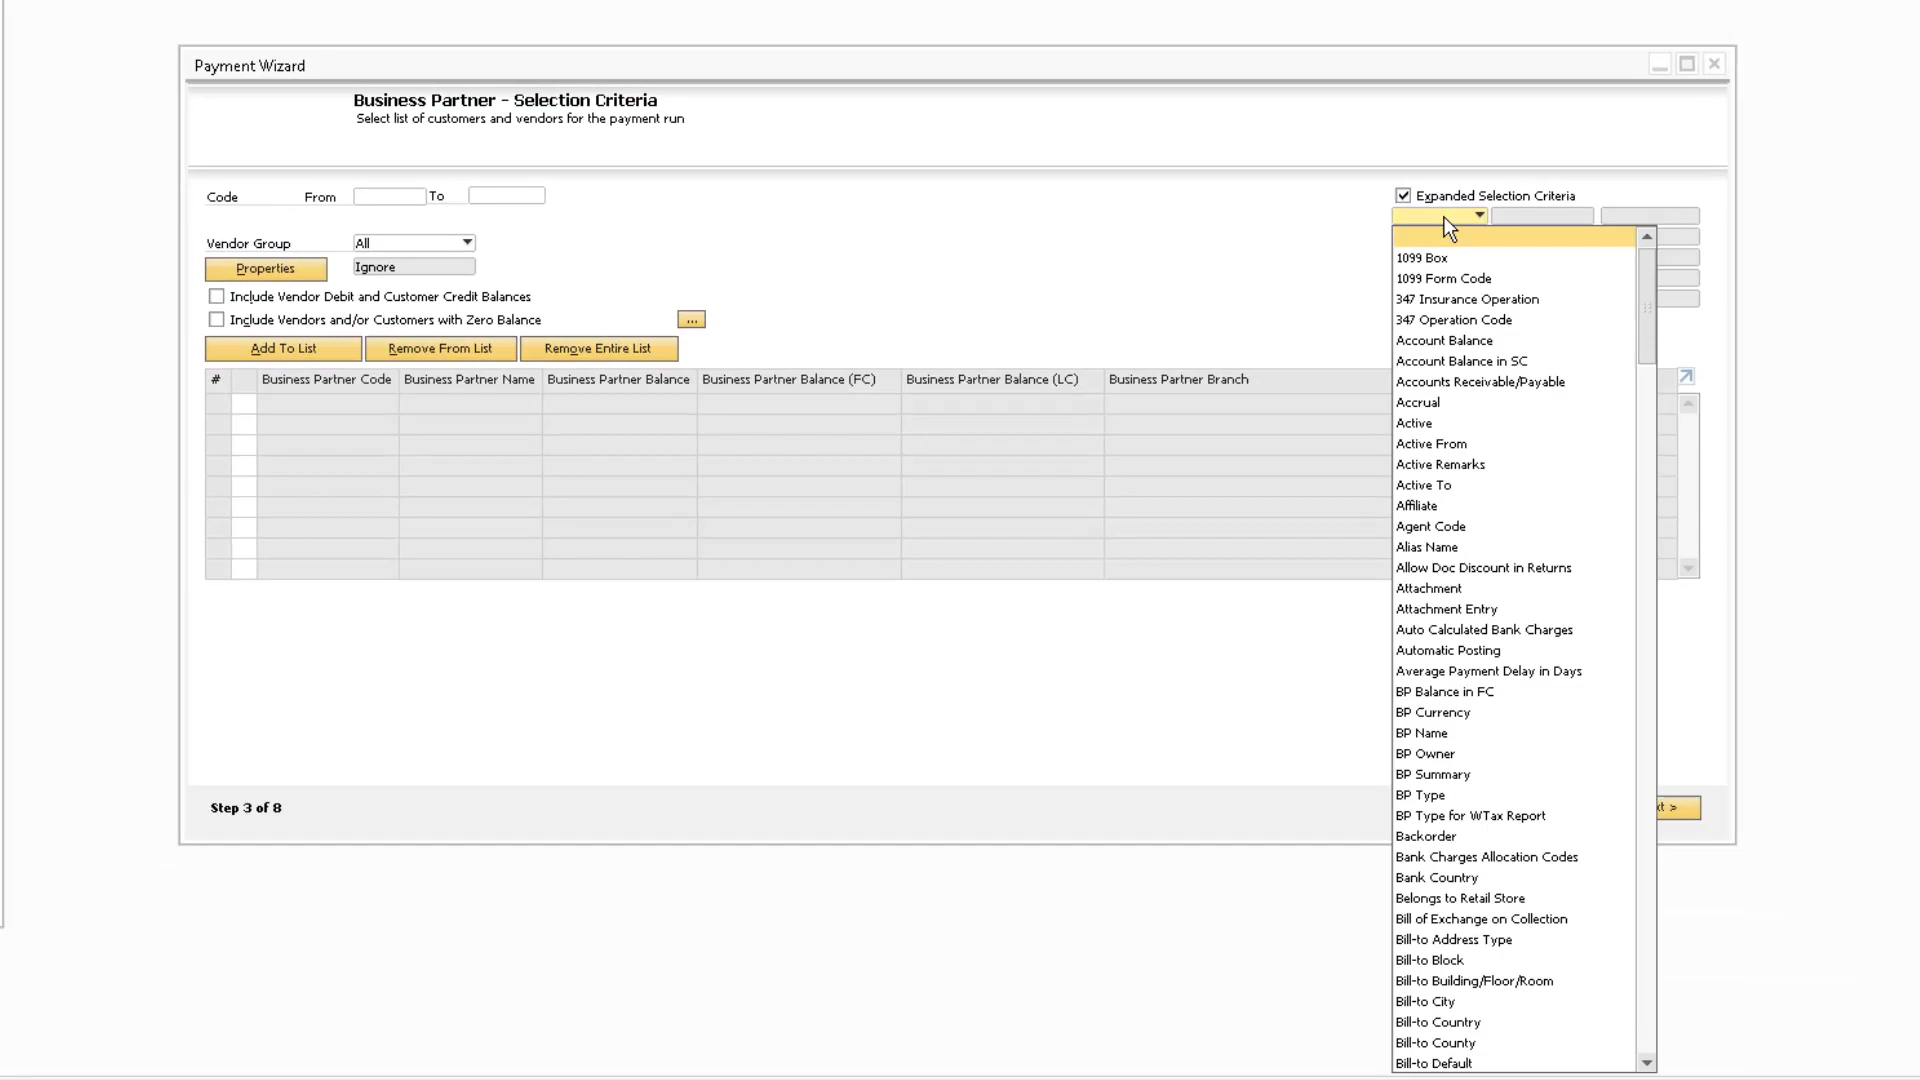 Payment Wizard
Business Partner - Selection Criteria
Select list of customers and vendors for the payment run
Code From To
Expanded Selection Criteria
Vendor Group All
Properties Ignore
Include Vendor Debit and Customer Credit Balances
Include Vendors and/or Customers with Zero Balance ...
Add To List Remove From List Remove Entire List
# Business Partner Code Business Partner Name Business Partner Balance Business Partner Balance (FC) Business Partner Balance (LC) Business Partner Branch
1099 Box
1099 Form Code
347 Insurance Operation
347 Operation Code
Account Balance
Account Balance in SC
Accounts Receivable/Payable
Accrual
Active
Active From
Active Remarks
Active To
Affiliate
Agent Code
Alias Name
Allow Doc Discount in Returns
Attachment
Attachment Entry
Auto Calculated Bank Charges
Automatic Posting
Average Payment Delay in Days
BP Balance in FC
BP Currency
BP Name
BP Owner
BP Summary
BP Type
BP Type for WTax Report
Backorder
Bank Charges Allocation Codes
Bank Country
Belongs to Retail Store
Bill of Exchange on Collection
Bill-to Address Type
Bill-to Block
Bill-to Building/Floor/Room
Bill-to City
Bill-to Country
Bill-to County
Bill-to Default
Step 3 of 8
xt >